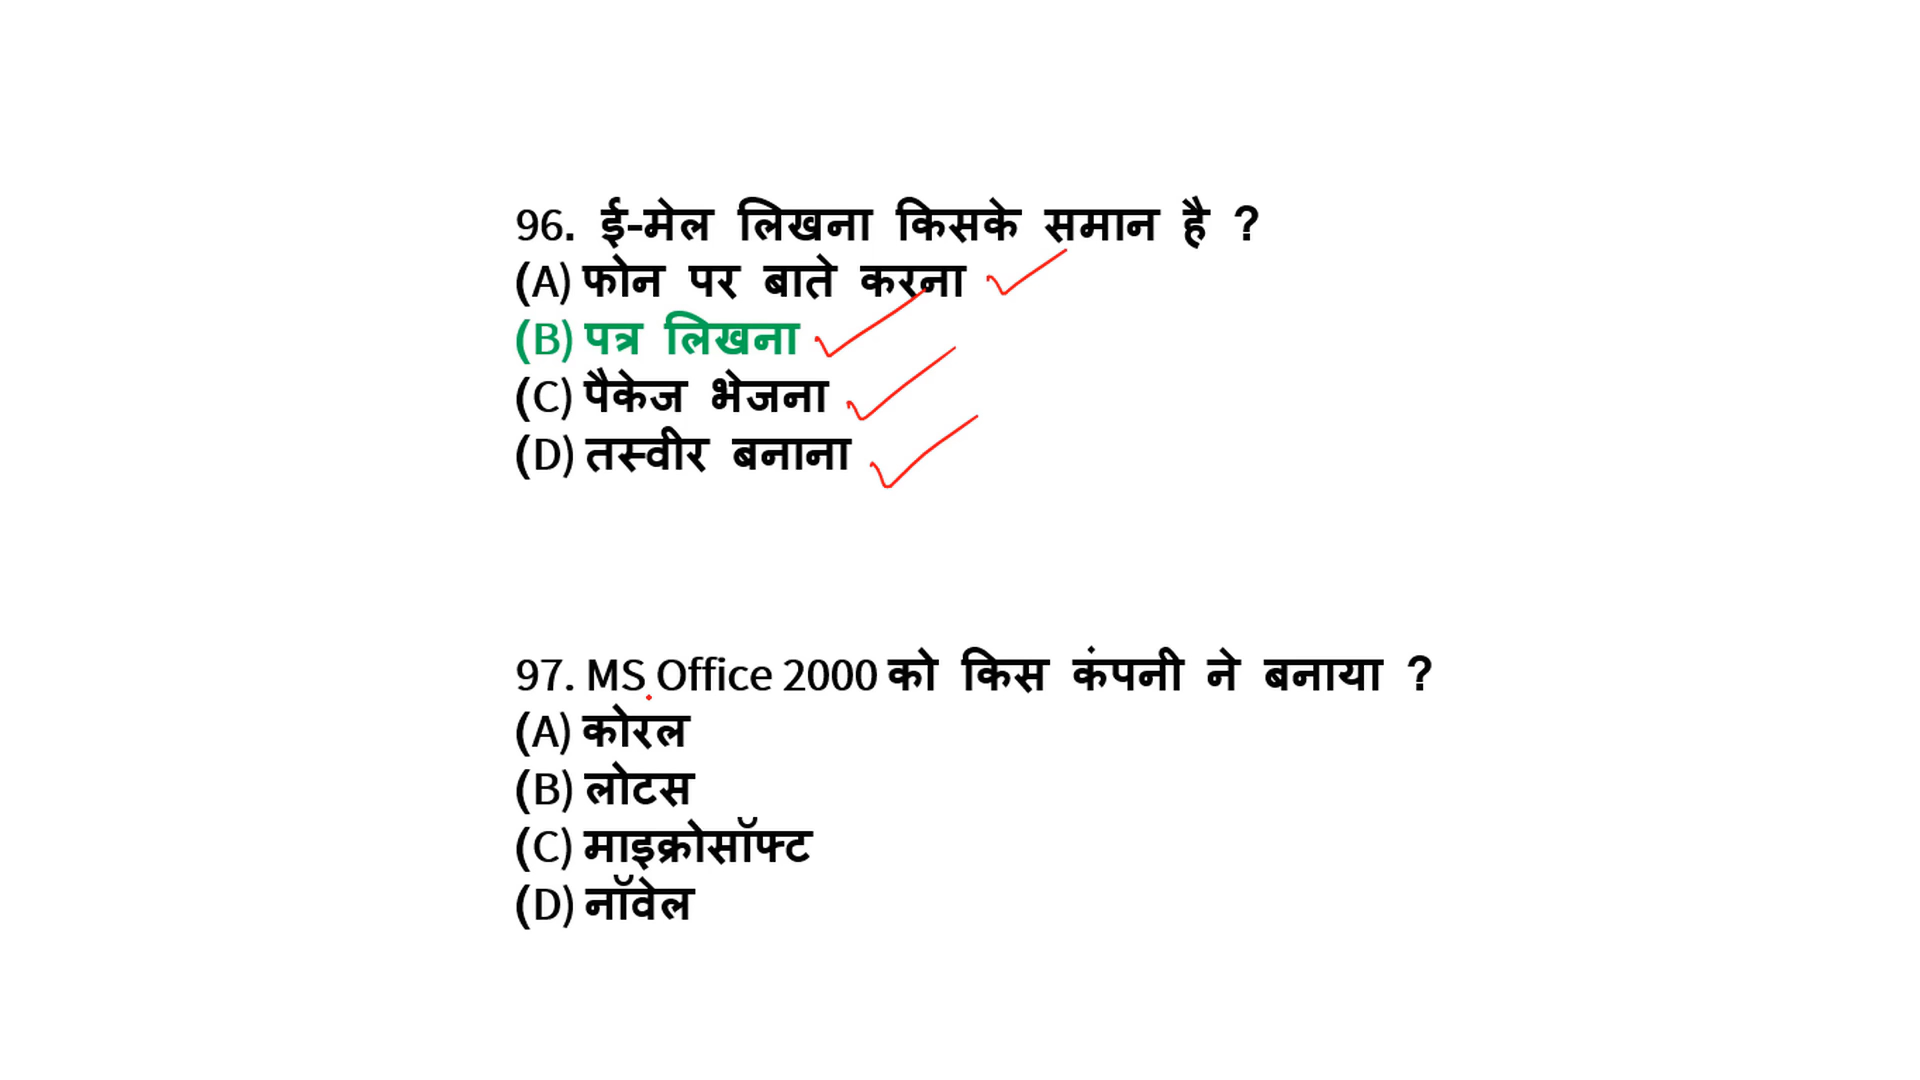 96. ई-मेल लिखना किसके समान है ?
(A) फोन पर बाते करना
(B) पत्र लिखना
(C) पैकेज भेजना
(D) तस्वीर बनाना
97. MS Office 2000 को किस कंपनी ने बनाया ?
(A) कोरल
(B) लोटस
(C) माइक्रोसॉफ्ट
(D) नॉवेल